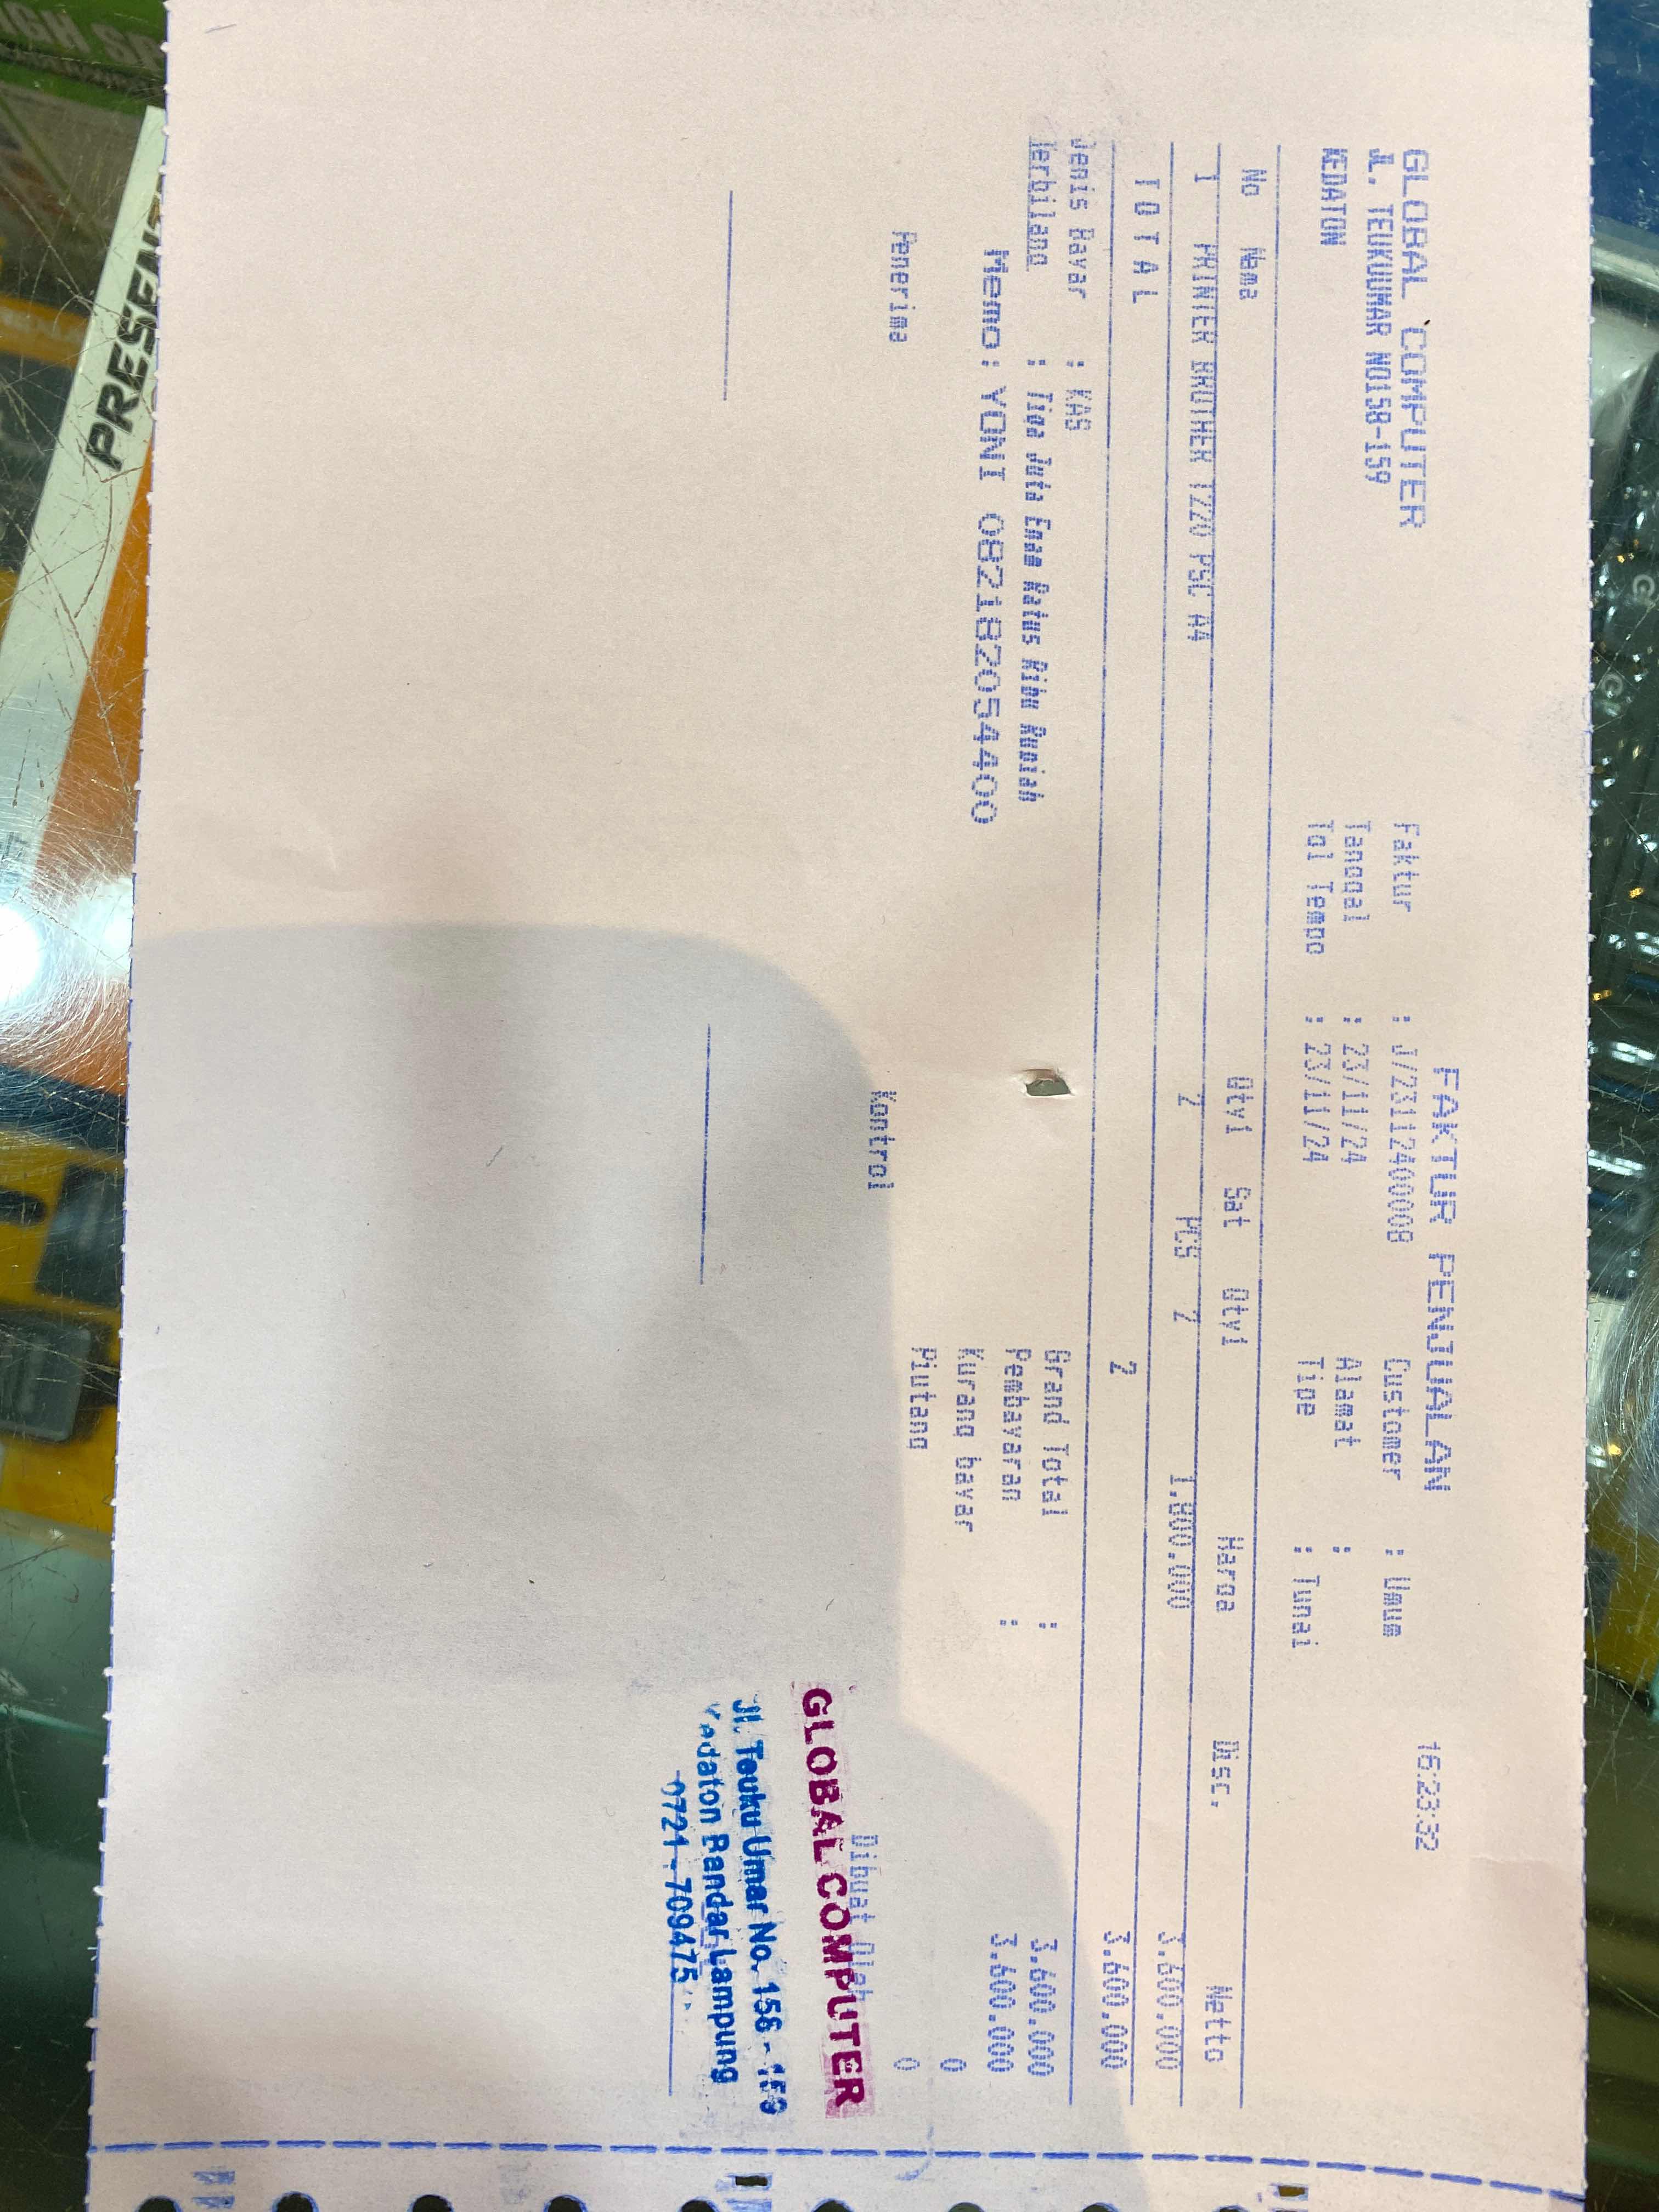 FAKTUR PENJUALAN
16:23:32
GLOBAL COMPUTER
JL. TEUKUUMAR NO158-159
KEDATON
Faktur : J/23112400008
Tanggal : 23/11/24
Tgl Tempo : 23/11/24
Customer : Umum
Alamat :
Tipe : Tunai
No Nama Qty1 Sat Qty1 Harga Disc. Netto
1 PRINTER BROTHER T220 PSC A4 2 PCS 2 1.800.000 3.600.000
T O T A L 2 3.600.000
Jenis Bayar : KAS
Terbilang : Tiga Juta Enam Ratus Ribu Rupiah
Memo: YONI 082182054400
Grand Total : 3.600.000
Pembayaran : 3.600.000
Kurang bayar 0
Piutang 0
Penerima Kontrol Dibuat Oleh
GLOBAL COMPUTER
Jl. Teuku Umar No. 158 - 159
Kedaton Bandar Lampung
0721 - 709475
PRESEN